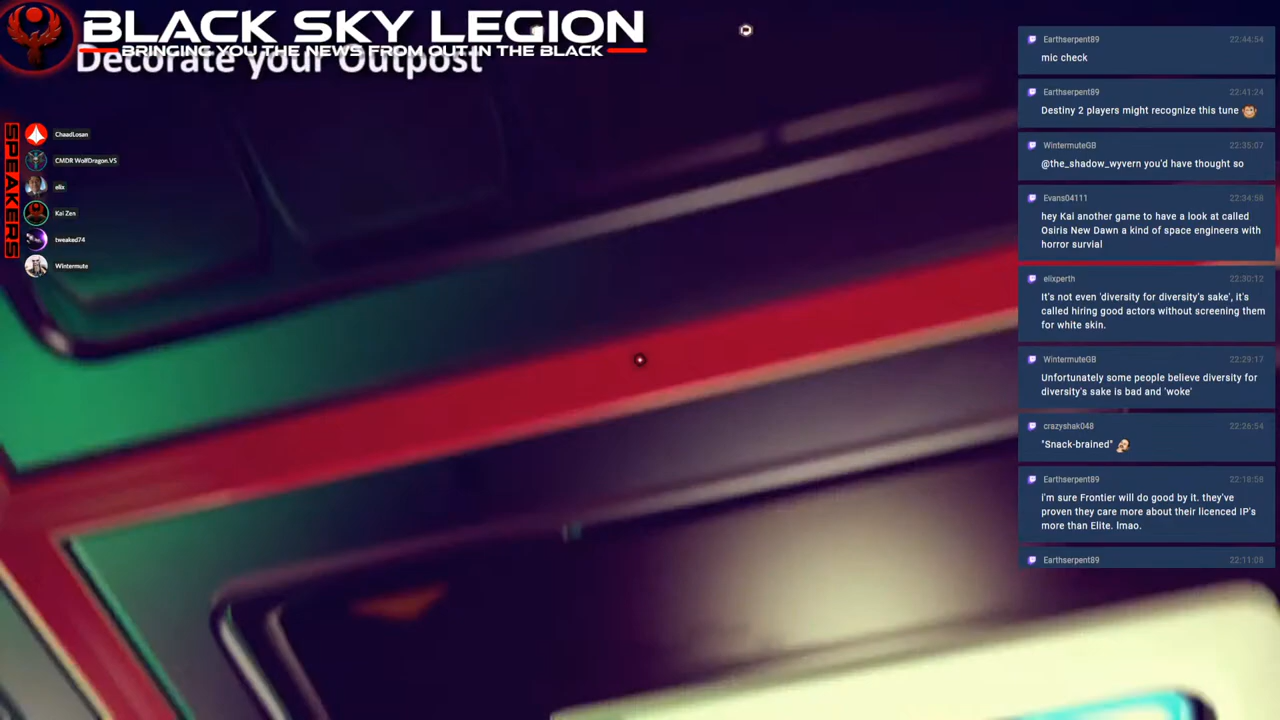 BLACK SKY LEGION
BRINGING YOU THE NEWS FROM OUT IN THE BLACK
Decorate your Outpost
SPEAKERS
ChaadLosan
CMDR WolfDragon.VS
elix
Kai Zen
tweaked74
Wintermute
Earthserpent89 22:44:54
mic check
Earthserpent89 22:41:24
Destiny 2 players might recognize this tune
WintermuteGB 22:35:07
@the_shadow_wyvern you'd have thought so
Evans04111 22:34:58
hey Kai another game to have a look at called
Osiris New Dawn a kind of space engineers with
horror survial
elixperth 22:30:12
It's not even 'diversity for diversity's sake', it's
called hiring good actors without screening them
for white skin.
WintermuteGB 22:29:17
Unfortunately some people believe diversity for
diversity's sake is bad and 'woke'
crazyshak048 22:26:54
"Snack-brained"
Earthserpent89 22:18:58
i'm sure Frontier will do good by it. they've
proven they care more about their licenced IP's
more than Elite. lmao.
Earthserpent89 22:11:08